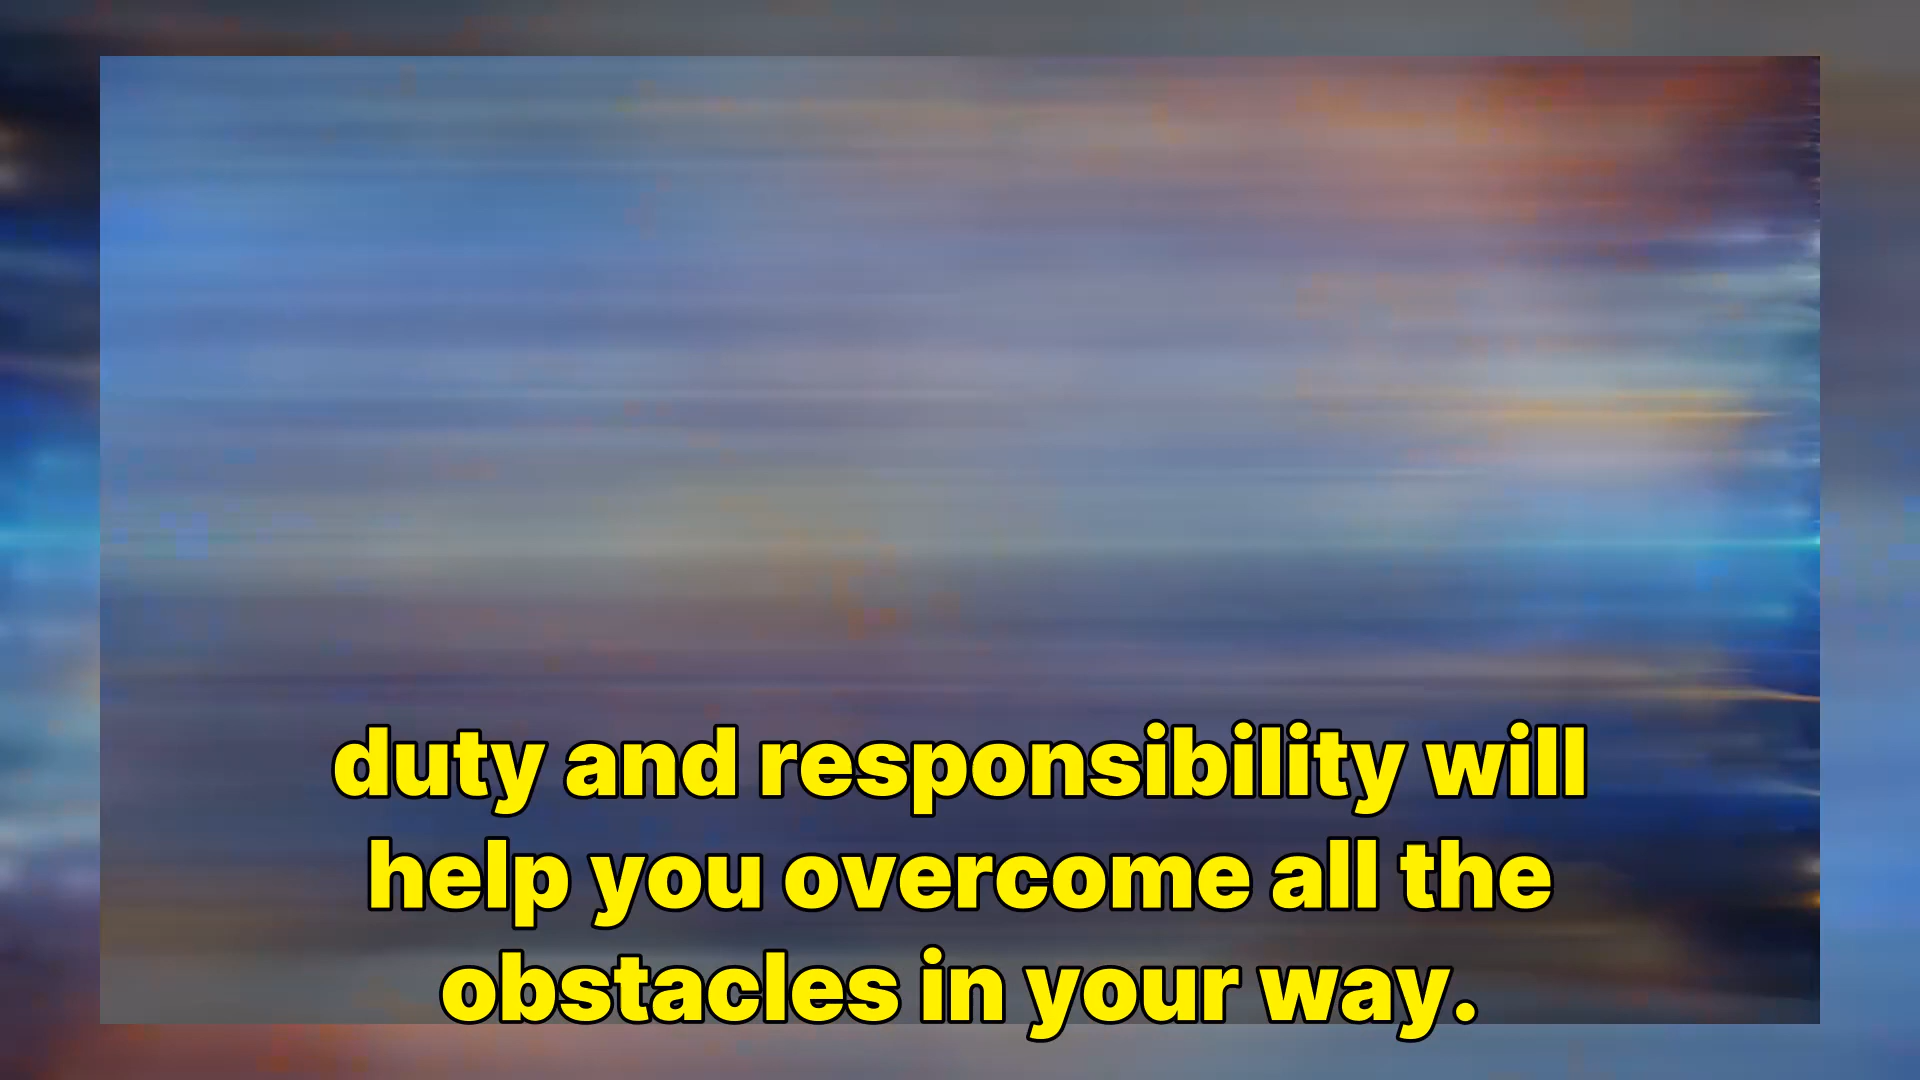 duty and responsibility will
help you overcome all the
obstacles in your way.